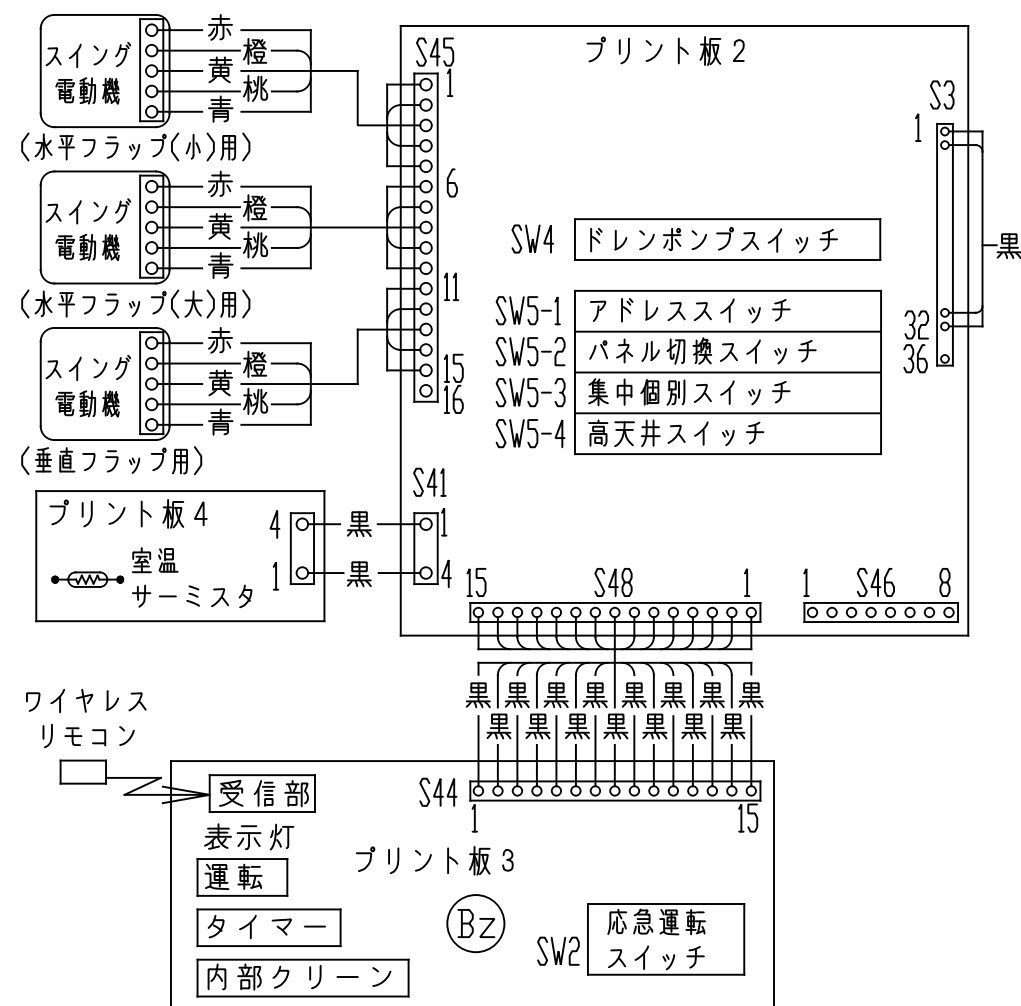 スイング
電動機
赤
橙
黄
桃
青
(水平フラップ(小)用)
スイング
電動機
赤
橙
黄
桃
青
(水平フラップ(大)用)
スイング
電動機
赤
橙
黄
桃
青
(垂直フラップ用)
プリント板2
S45
1
6
11
15
16
S3
1
32
36
黒
SW4 ドレンポンプスイッチ
SW5-1 アドレススイッチ
SW5-2 パネル切換スイッチ
SW5-3 集中個別スイッチ
SW5-4 高天井スイッチ
プリント板4
室温
サーミスタ
4 黒 1
1 黒 4
S41
15 S48 1
1 S46 8
黒 黒 黒 黒 黒 黒 黒 黒
黒 黒 黒 黒 黒 黒 黒
ワイヤレス
リモコン
受信部
S44
1 15
表示灯
運転
タイマー
内部クリーン
プリント板3
Bz
SW2
応急運転
スイッチ